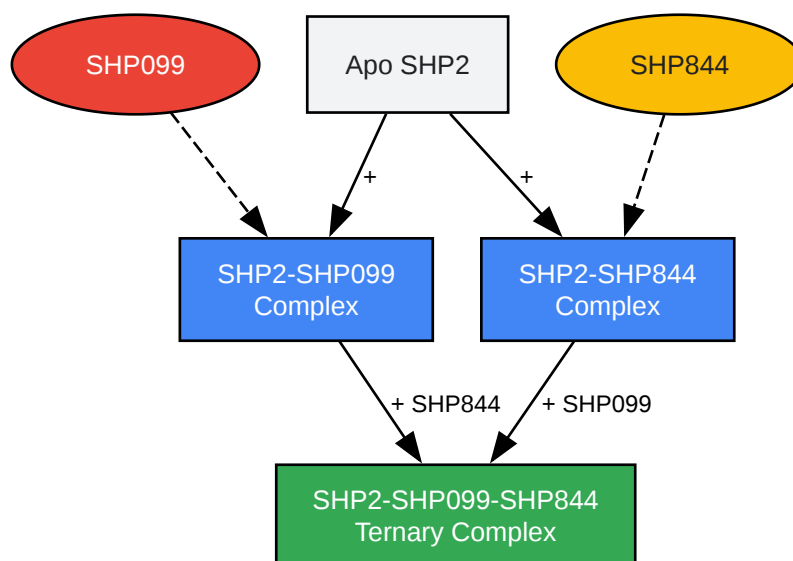 SHP099
Apo SHP2
SHP844
+
+
SHP2-SHP099
Complex
SHP2-SHP844
Complex
+ SHP844
+ SHP099
SHP2-SHP099-SHP844
Ternary Complex